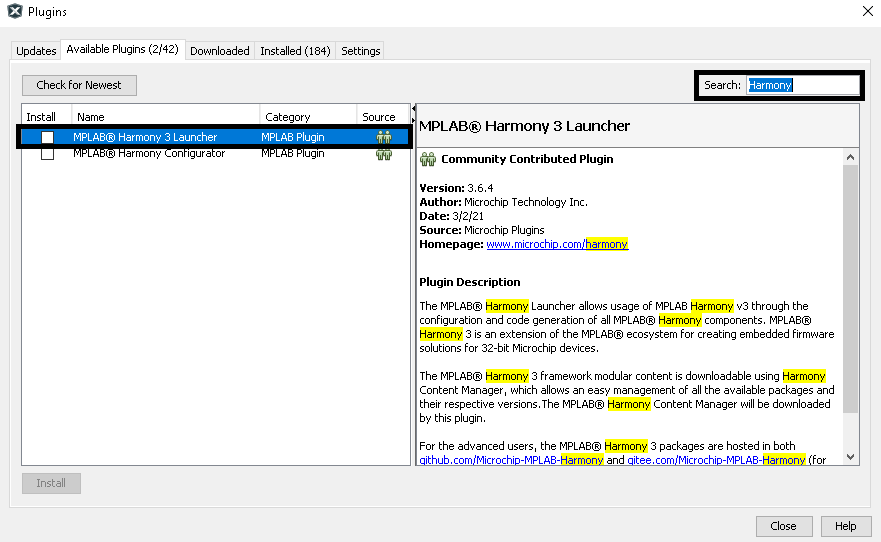 Plugins
Updates Available Plugins (2/42) Downloaded Installed (184) Settings
Check for Newest
Search: Harmony
Install Name Category Source
MPLAB® Harmony 3 Launcher MPLAB Plugin
MPLAB® Harmony Configurator MPLAB Plugin
MPLAB® Harmony 3 Launcher
Community Contributed Plugin
Version: 3.6.4
Author: Microchip Technology Inc.
Date: 3/2/21
Source: Microchip Plugins
Homepage: www.microchip.com/harmony
Plugin Description
The MPLAB® Harmony Launcher allows usage of MPLAB Harmony v3 through the
configuration and code generation of all MPLAB® Harmony components. MPLAB®
Harmony 3 is an extension of the MPLAB® ecosystem for creating embedded firmware
solutions for 32-bit Microchip devices.
The MPLAB® Harmony 3 framework modular content is downloadable using Harmony
Content Manager, which allows an easy management of all the available packages and
their respective versions.The MPLAB® Harmony Content Manager will be downloaded
by this plugin.
For the advanced users, the MPLAB® Harmony 3 packages are hosted in both
github.com/Microchip-MPLAB-Harmony and gitee.com/Microchip-MPLAB-Harmony (for
Install
Close Help